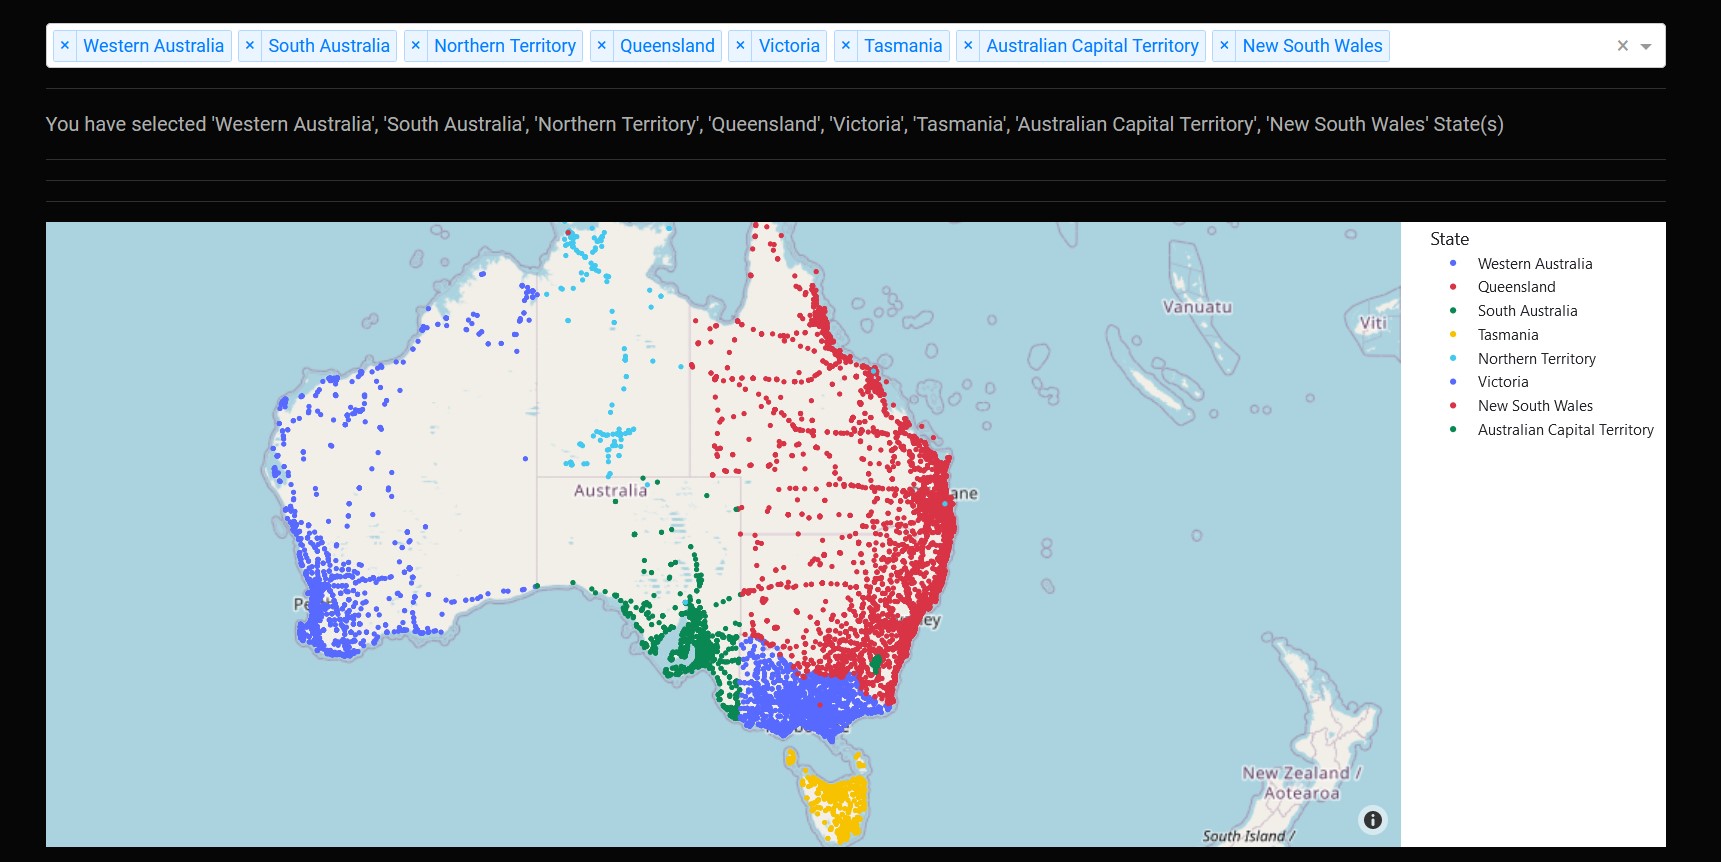 × Western Australia × South Australia × Northern Territory × Queensland × Victoria × Tasmania × Australian Capital Territory × New South Wales ×
You have selected 'Western Australia', 'South Australia', 'Northern Territory', 'Queensland', 'Victoria', 'Tasmania', 'Australian Capital Territory', 'New South Wales' State(s)
State
Western Australia
Queensland
South Australia
Tasmania
Northern Territory
Victoria
New South Wales
Australian Capital Territory
Vanuatu
Viti
Australia
New Zealand /
Aotearoa
South Island /